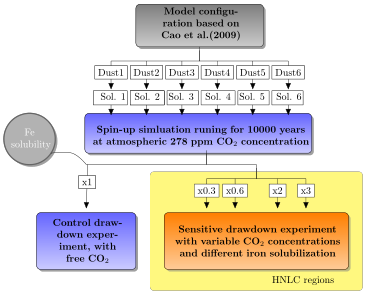 Model configu-
ration based on
Cao et al.(2009)
Dust1 Dust2 Dust3 Dust4 Dust5 Dust6
Sol. 1 Sol. 2 Sol. 3 Sol. 4 Sol. 5 Sol. 6
Spin-up simluation runing for 10000 years
at atmospheric 278 ppm CO₂ concentration
Fe
solubility
x1
x0.3 x0.6 x2 x3
Control draw-
down exper-
iment, with
free CO₂
Sensitive drawdown experiment
with variable CO₂ concentrations
and different iron solubilization
HNLC regions